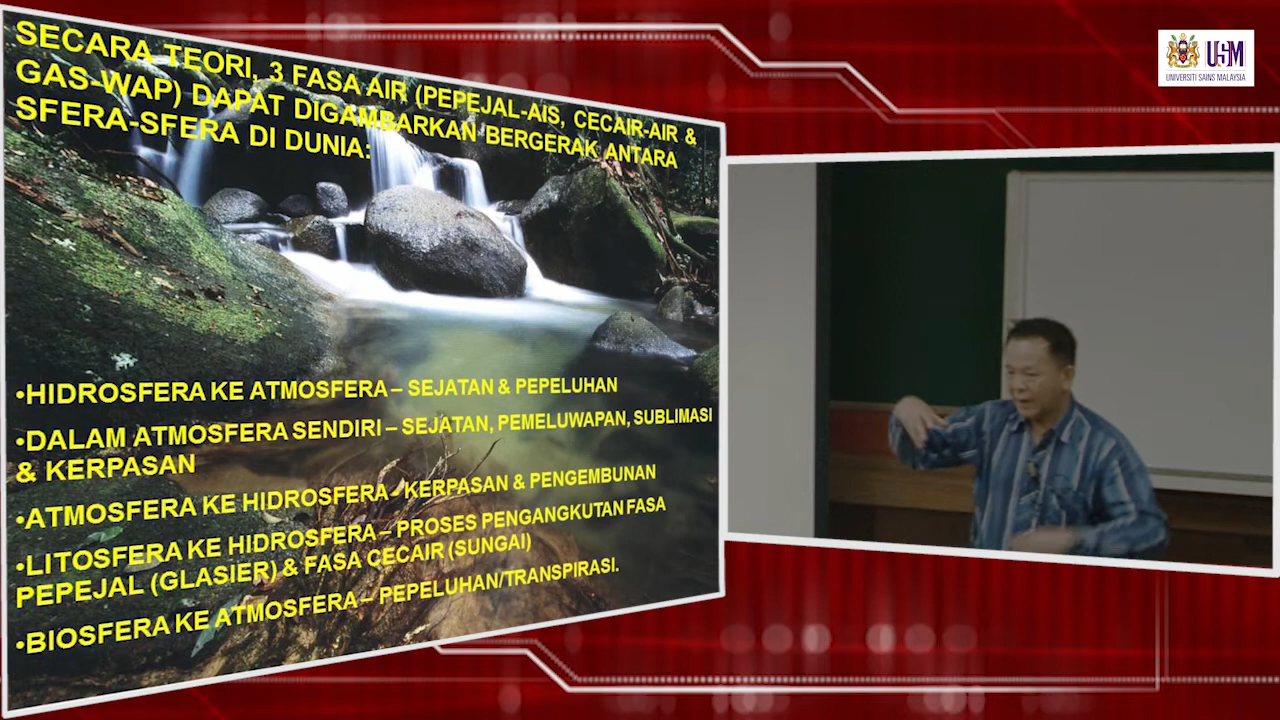 SECARA TEORI, 3 FASA AIR (PEPEJAL-AIS, CECAIR-AIR &
GAS-WAP) DAPAT DIGAMBARKAN BERGERAK ANTARA
SFERA-SFERA DI DUNIA:
•HIDROSFERA KE ATMOSFERA – SEJATAN & PEPELUHAN
•DALAM ATMOSFERA SENDIRI – SEJATAN, PEMELUWAPAN, SUBLIMASI
& KERPASAN
•ATMOSFERA KE HIDROSFERA - KERPASAN & PENGEMBUNAN
•LITOSFERA KE HIDROSFERA – PROSES PENGANGKUTAN FASA
PEPEJAL (GLASIER) & FASA CECAIR (SUNGAI)
•BIOSFERA KE ATMOSFERA – PEPELUHAN/TRANSPIRASI.
USM
UNIVERSITI SAINS MALAYSIA